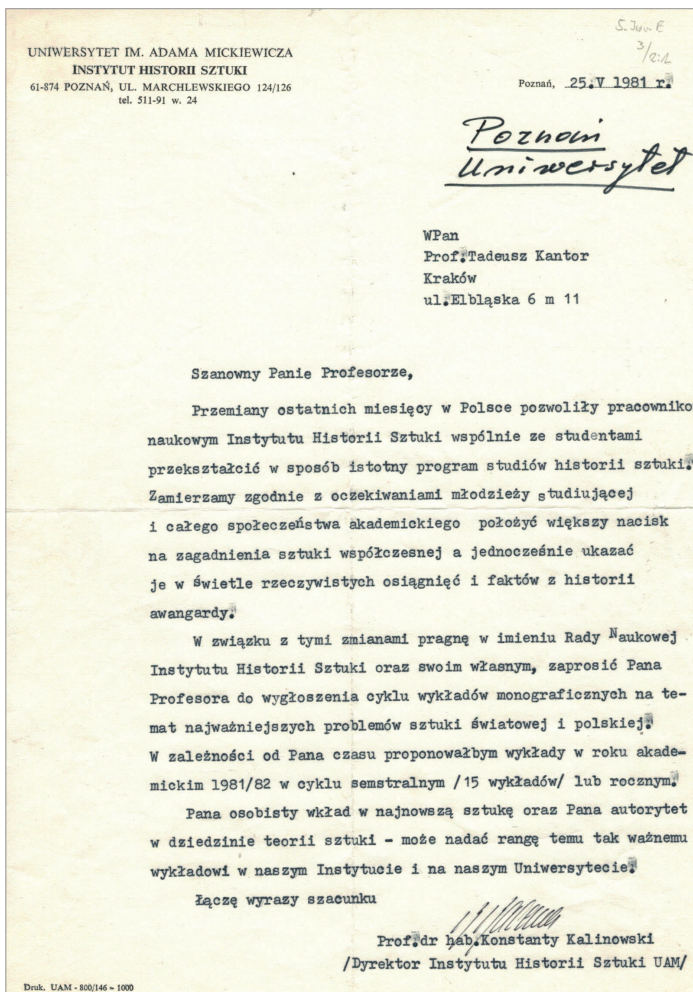 S. Juv. E
3/
UNIWERSYTET IM. ADAMA MICKIEWICZA
INSTYTUT HISTORII SZTUKI
61-874 POZNAŃ, UL. MARCHLEWSKIEGO 124/126
tel. 511-91 w. 24
Poznań, 25.V 1981 r.
Poznań
Uniwersytet
WPan
Prof.Tadeusz Kantor
Kraków
ul.Elbląska 6 m 11
Szanowny Panie Profesorze,
Przemiany ostatnich miesięcy w Polsce pozwoliły pracowniko
naukowym Instytutu Historii Sztuki wspólnie ze studentami
przekształcić w sposób istotny program studiów historii sztuki.
Zamierzamy zgodnie z oczekiwaniami młodzieży studiującej
i całego społeczeństwa akademickiego położyć większy nacisk
na zagadnienia sztuki współczesnej a jednocześnie ukazać
je w świetle rzeczywistych osiągnięć i faktów z historii
awangardy.
W związku z tymi zmianami pragnę w imieniu Rady Naukowej
Instytutu Historii Sztuki oraz swoim własnym, zaprosić Pana
Profesora do wygłoszenia cyklu wykładów monograficznych na te-
mat najważniejszych problemów sztuki światowej i polskiej.
W zależności od Pana czasu proponowałbym wykłady w roku akade-
mickim 1981/82 w cyklu semstralnym /15 wykładów/ lub rocznym.
Pana osobisty wkład w najnowszą sztukę oraz Pana autorytet
w dziedzinie teorii sztuki - może nadać rangę temu tak ważnemu
wykładowi w naszym Instytucie i na naszym Uniwersytecie.
Łączę wyrazy szacunku
Prof.dr hab.Konstanty Kalinowski
/Dyrektor Instytutu Historii Sztuki UAM/
Druk. UAM - 800/146 - 1000